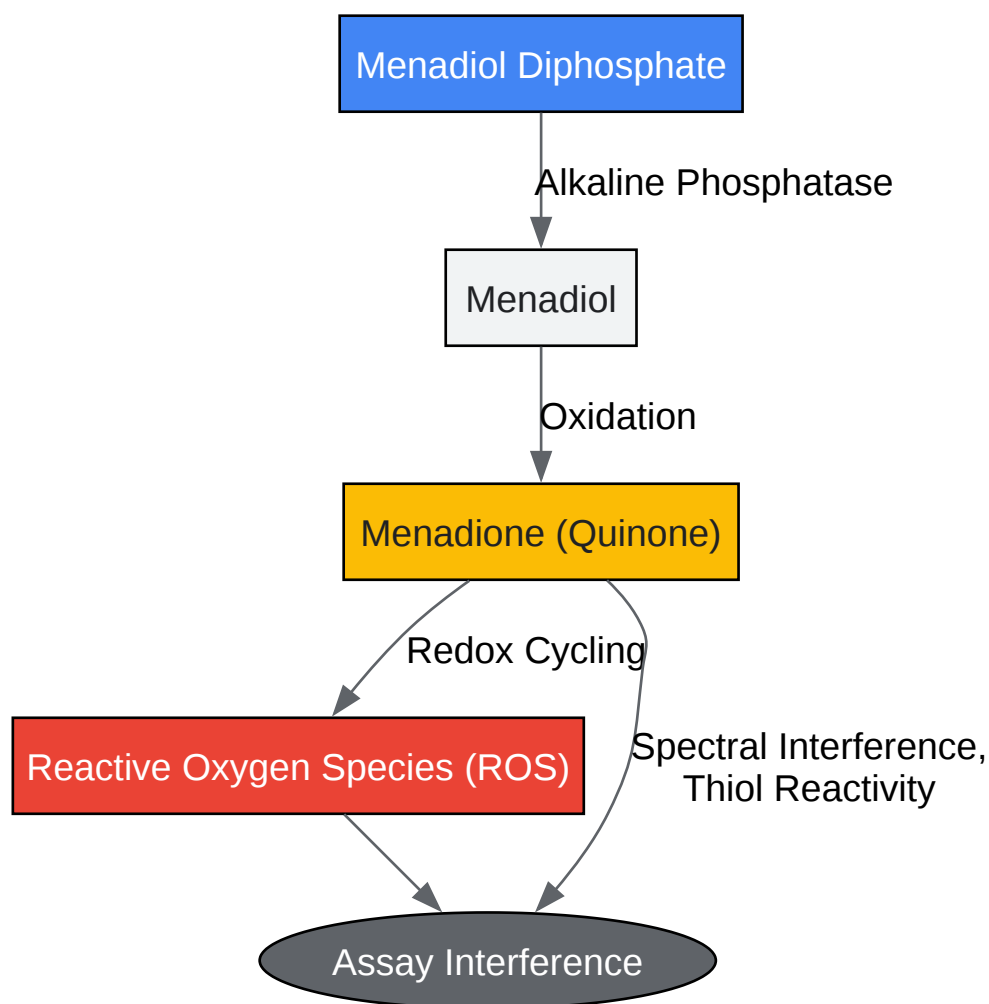 Menadiol Diphosphate
Alkaline Phosphatase
Menadiol
Oxidation
Menadione (Quinone)
Redox Cycling
Reactive Oxygen Species (ROS)
Spectral Interference,
Thiol Reactivity
Assay Interference